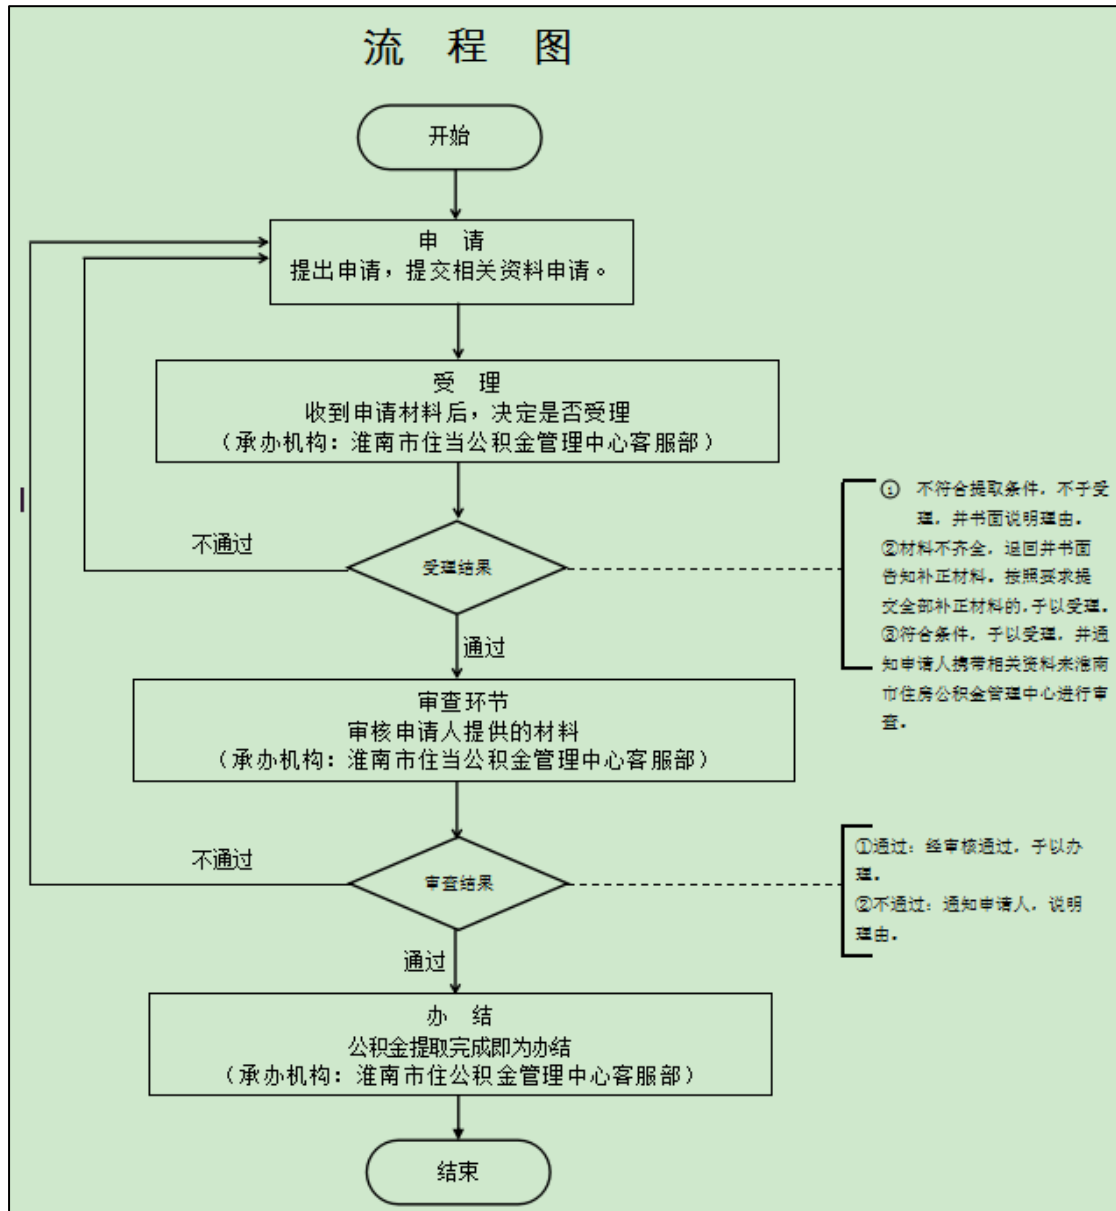 流 程 图
开始
申 请
提出申请，提交相关资料申请。
受 理
收到申请材料后，决定是否受理
（承办机构：淮南市住当公积金管理中心客服部）
不通过
受理结果
① 不符合提取条件，不予受
理，并书面说明理由。
②材料不齐全，退回并书面
告知补正材料。按照要求提
交全部补正材料的，予以受理。
③符合条件，予以受理，并通
知申请人携带相关资料来淮南
市住房公积金管理中心进行审
查。
通过
审查环节
审核申请人提供的材料
（承办机构：淮南市住当公积金管理中心客服部）
不通过
审查结果
①通过：经审核通过，予以办
理。
②不通过：通知申请人，说明
理由。
通过
办 结
公积金提取完成即为办结
（承办机构：淮南市住公积金管理中心客服部）
结束